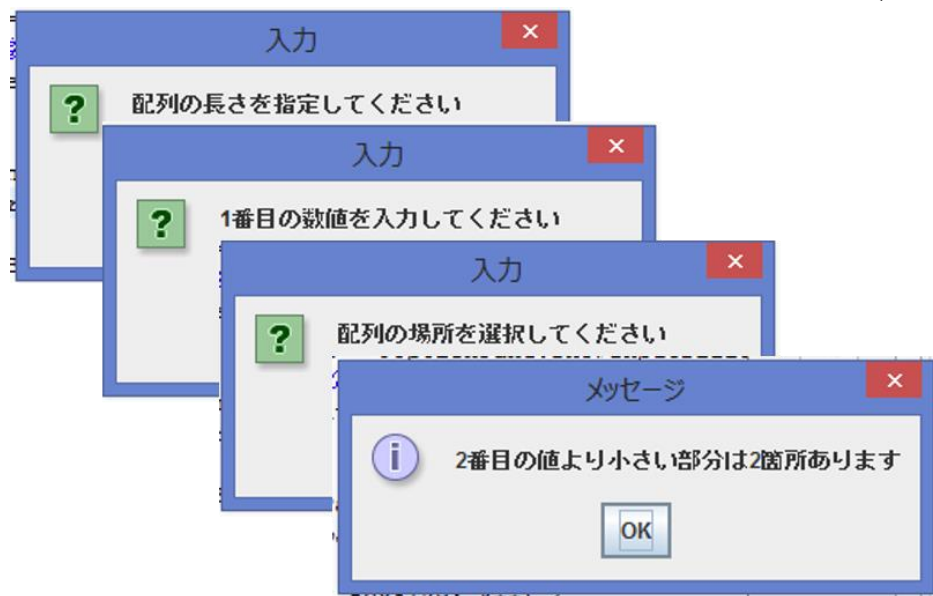 入力
配列の長さを指定してください
入力
1番目の数値を入力してください
入力
配列の場所を選択してください
メッセージ
2番目の値より小さい部分は2箇所あります
OK